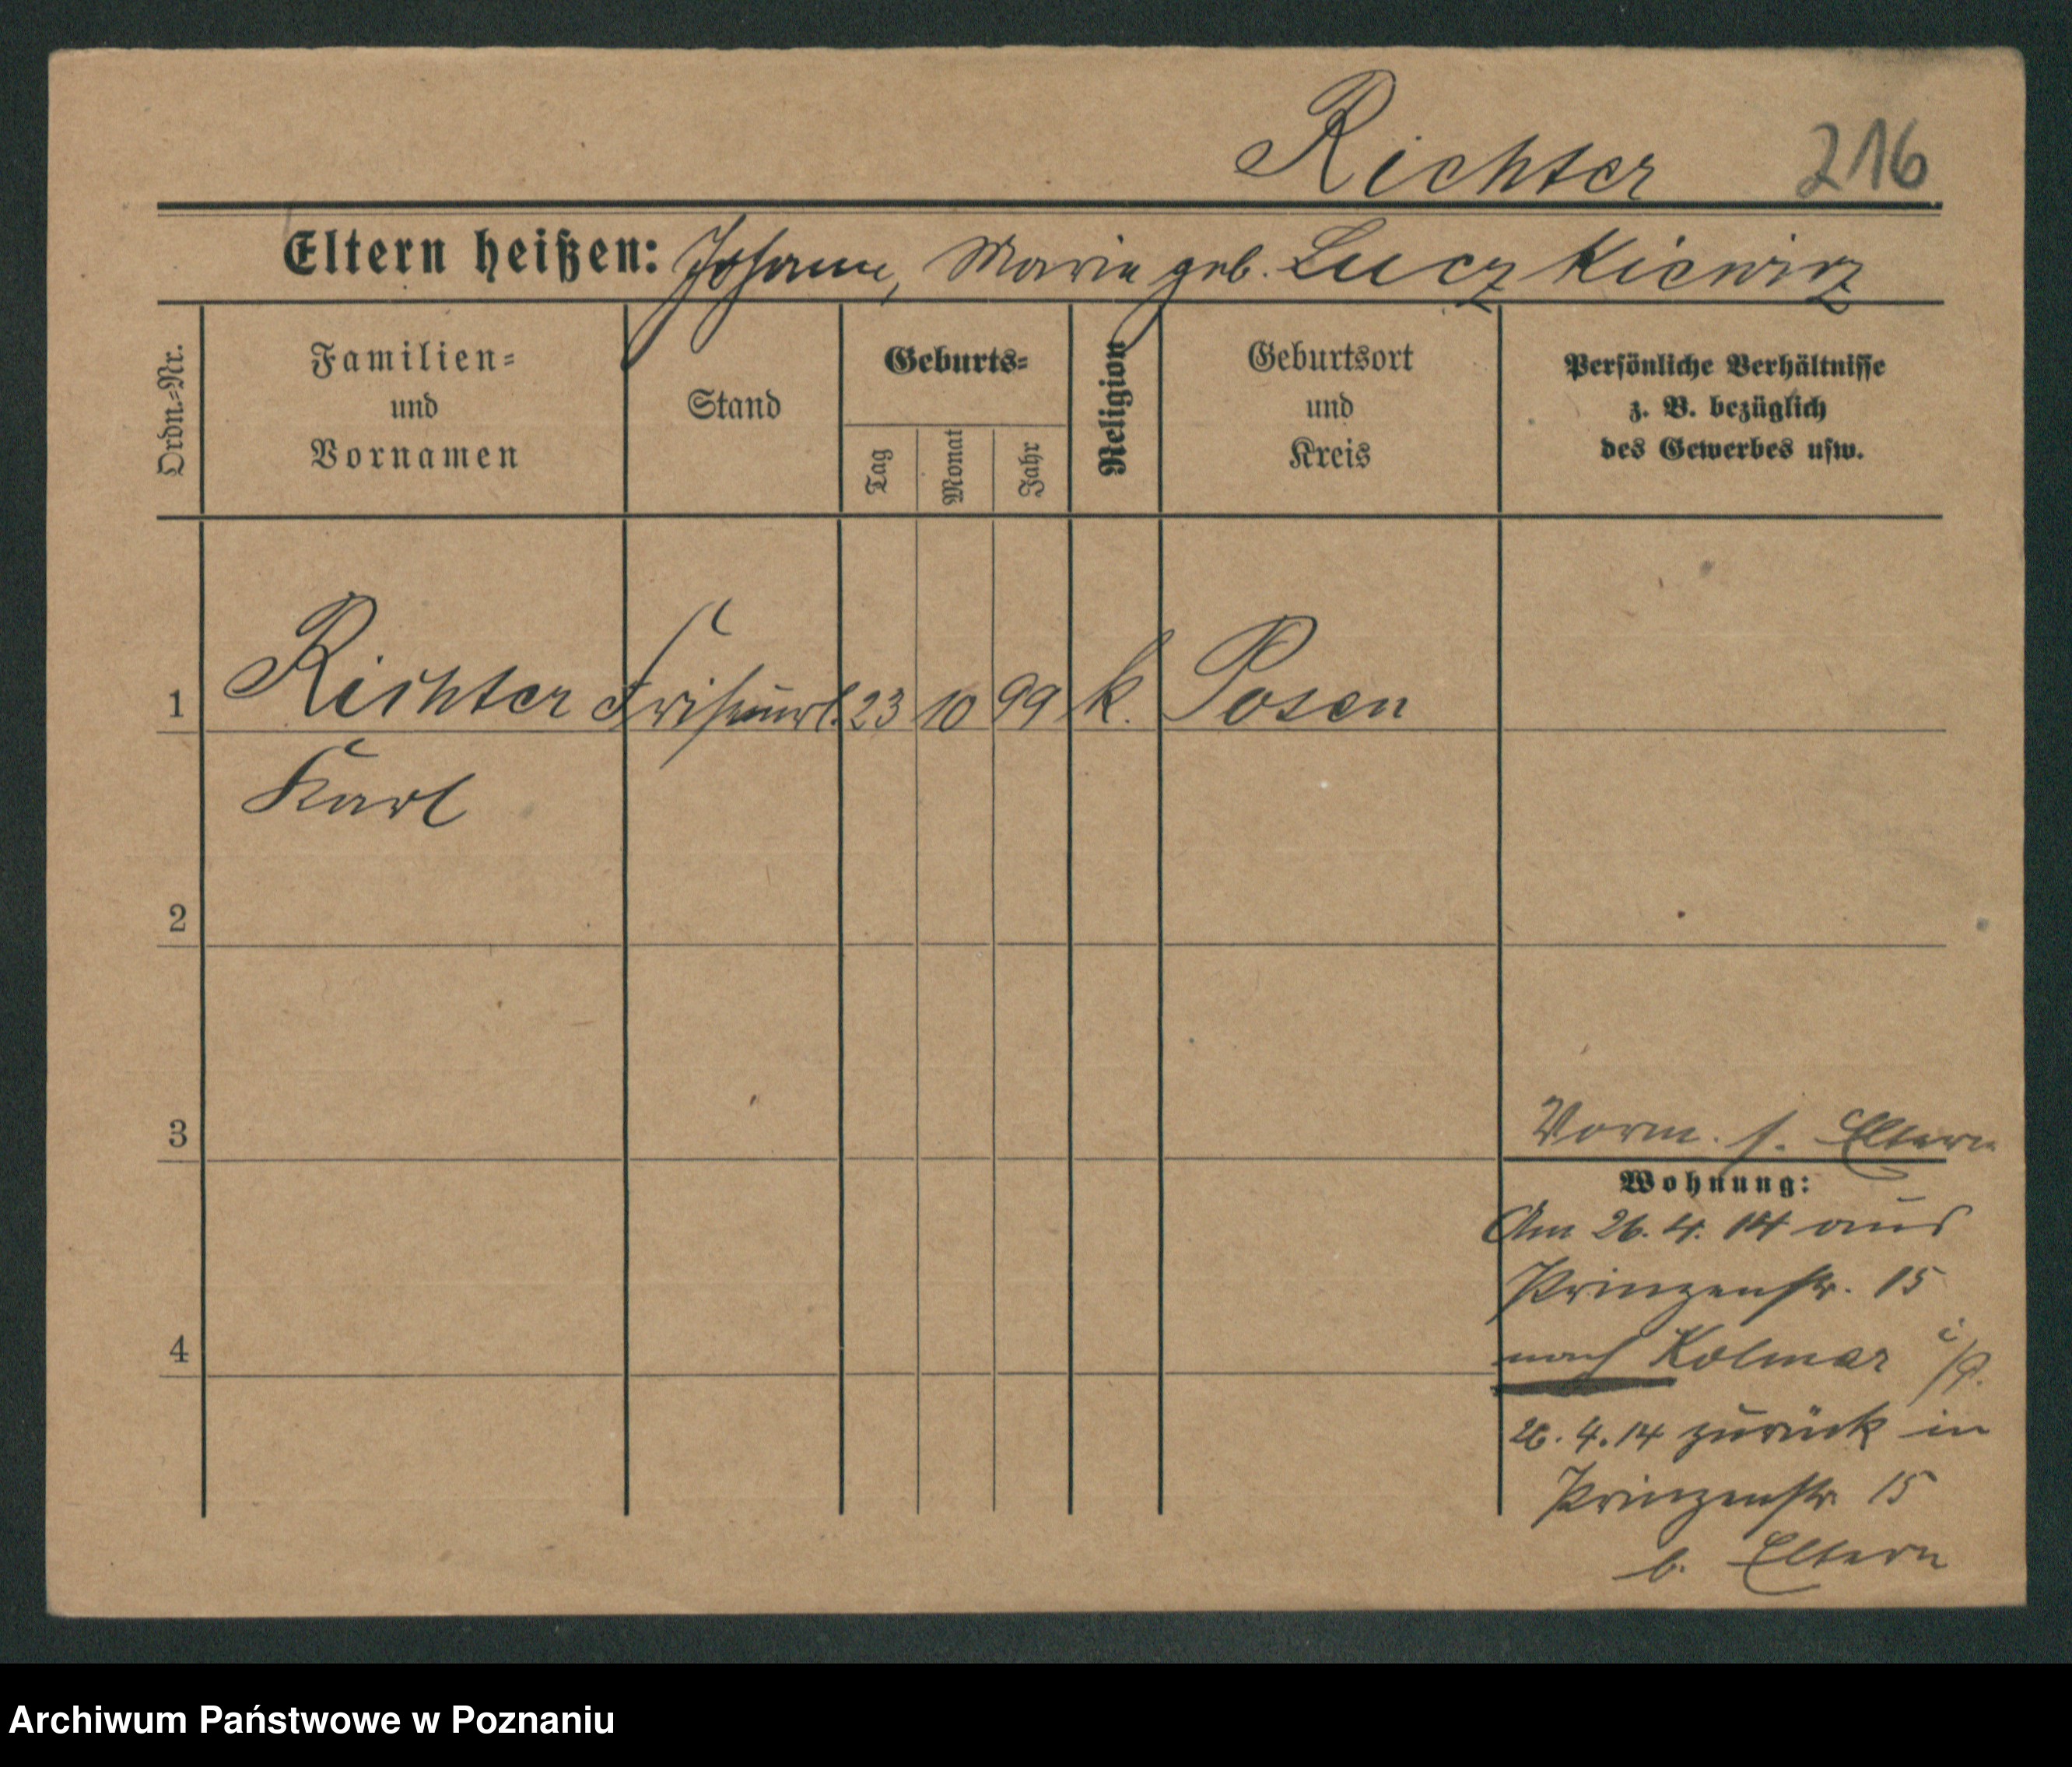 Richter 216
Eltern heißen: Johann, Marie geb. Luczkiewicz
Ordn.-Nr.
Familien-
und
Vornamen
Stand
Geburts-
Tag
Monat
Jahr
Religion
Geburtsort
und
Kreis
Persönliche Verhältnisse
z. B. bezüglich
des Gewerbes usw.
1 Richter Friseurl. 23 10 99 k. Posen
Karl
2
3
Vorm. s. Eltern
Wohnung:
Am 26. 4. 14 aus
Prinzenstr. 15
4
nach Kolmar i/P.
26. 4. 14 zurück in
Prinzenstr. 15
b. Eltern
Archiwum Państwowe w Poznaniu